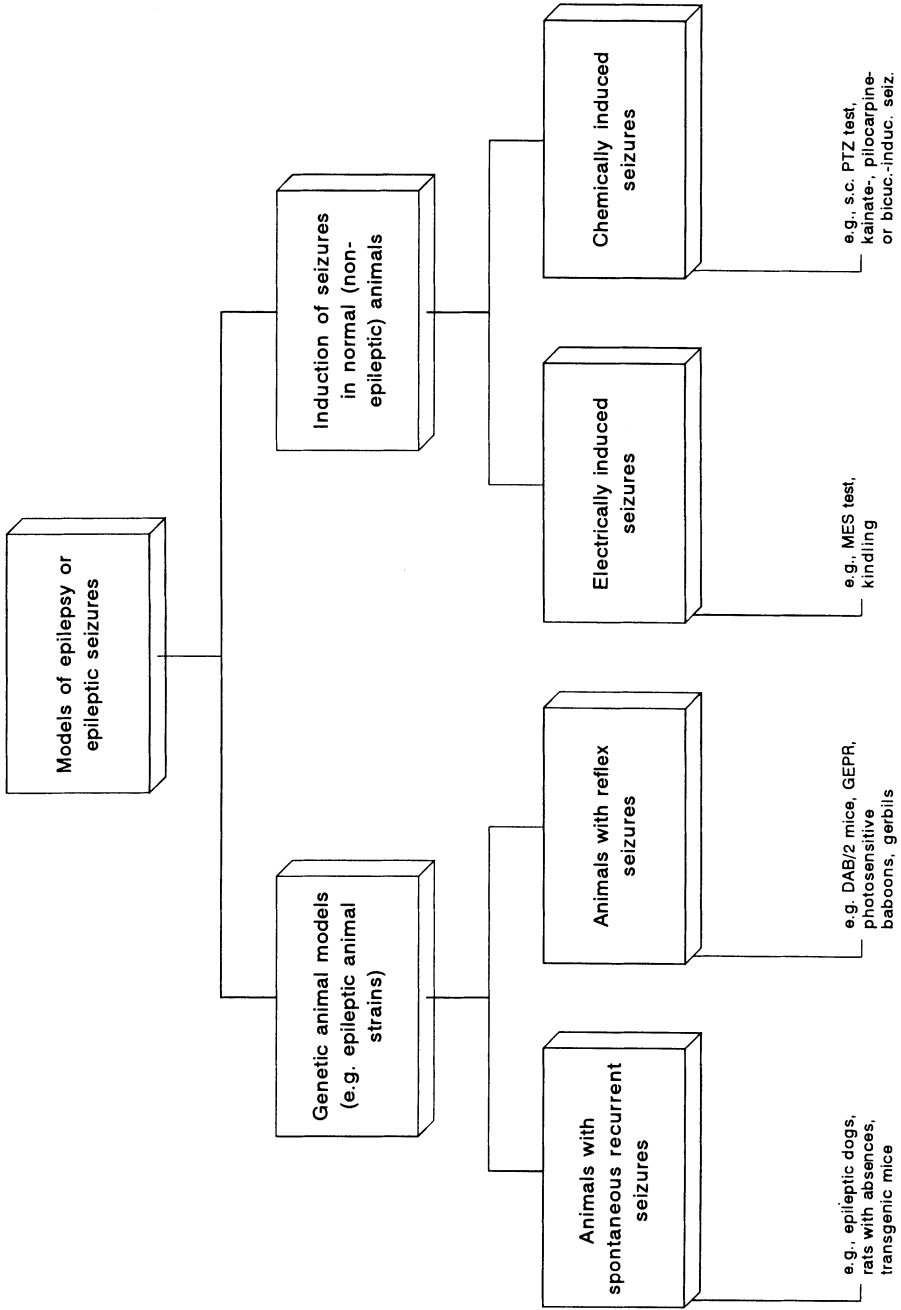 Models of epilepsy or
epileptic seizures
Genetic animal models
(e.g. epileptic animal
strains)
Induction of seizures
in normal (non-
epileptic) animals
Animals with
spontaneous recurrent
seizures
Animals with reflex
seizures
Electrically induced
seizures
Chemically induced
seizures
e.g., epileptic dogs,
rats with absences,
transgenic mice
e.g. DAB/2 mice, GEPR,
photosensitive
baboons, gerbils
e.g., MES test,
kindling
e.g., s.c. PTZ test,
kainate-, pilocarpine-
or bicuc.-induc. seiz.